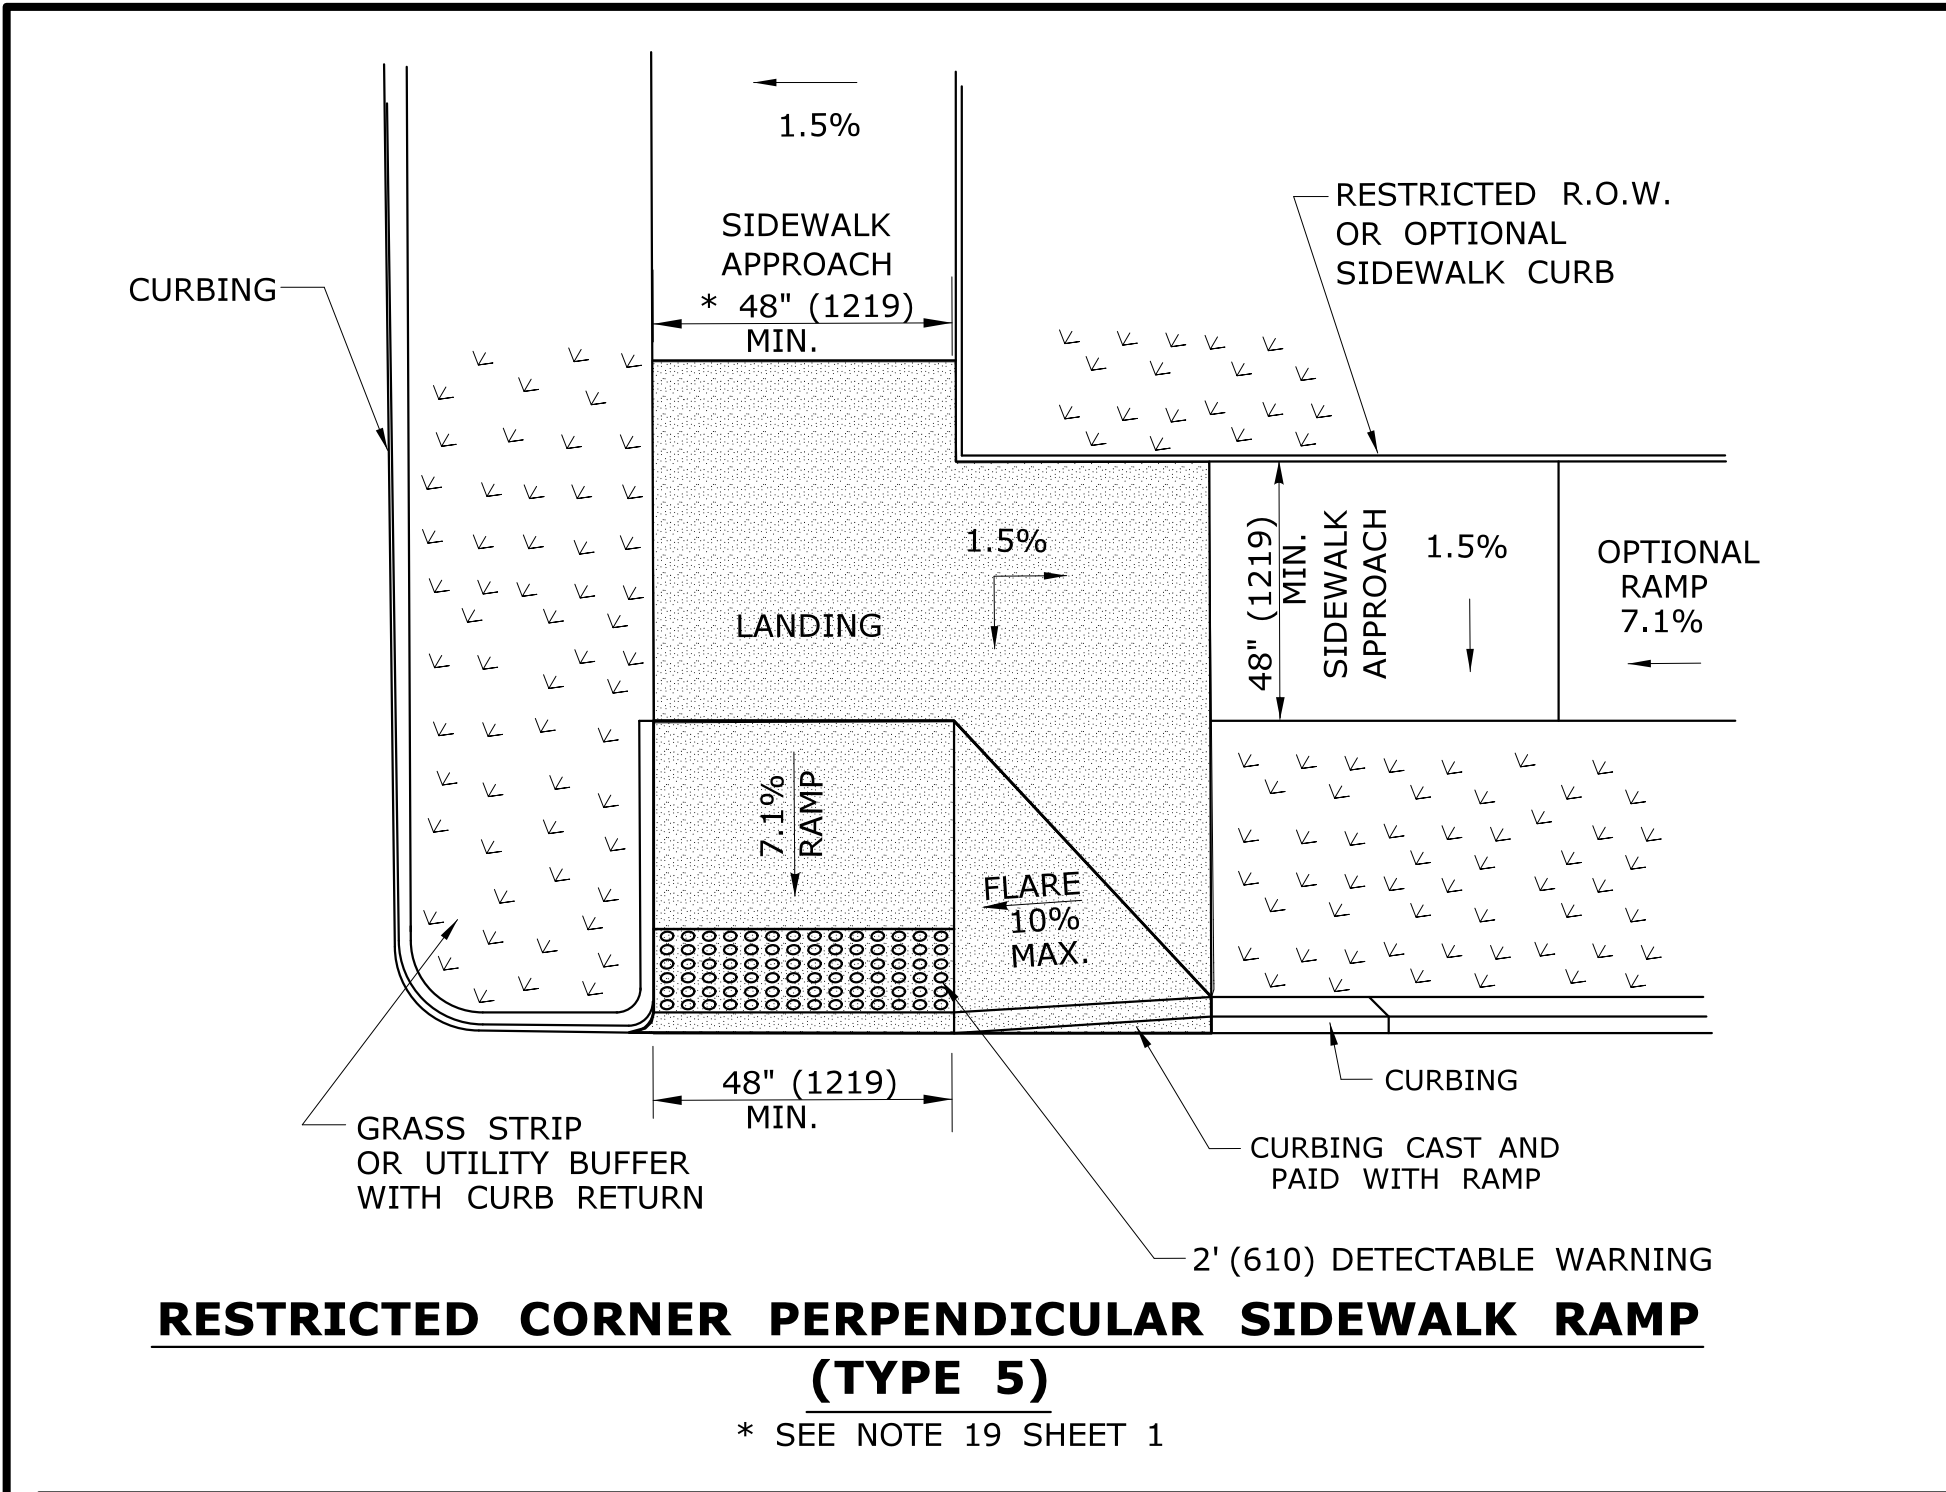 1.5%
SIDEWALK
APPROACH
* 48" (1219)
MIN.
RESTRICTED R.O.W.
OR OPTIONAL
SIDEWALK CURB
CURBING
1.5%
LANDING
48" (1219)
MIN.
SIDEWALK
APPROACH
1.5%
OPTIONAL
RAMP
7.1%
7.1%
RAMP
FLARE
10%
MAX.
48" (1219)
MIN.
CURBING
GRASS STRIP
OR UTILITY BUFFER
WITH CURB RETURN
CURBING CAST AND
PAID WITH RAMP
2' (610) DETECTABLE WARNING
RESTRICTED CORNER PERPENDICULAR SIDEWALK RAMP
(TYPE 5)
* SEE NOTE 19 SHEET 1